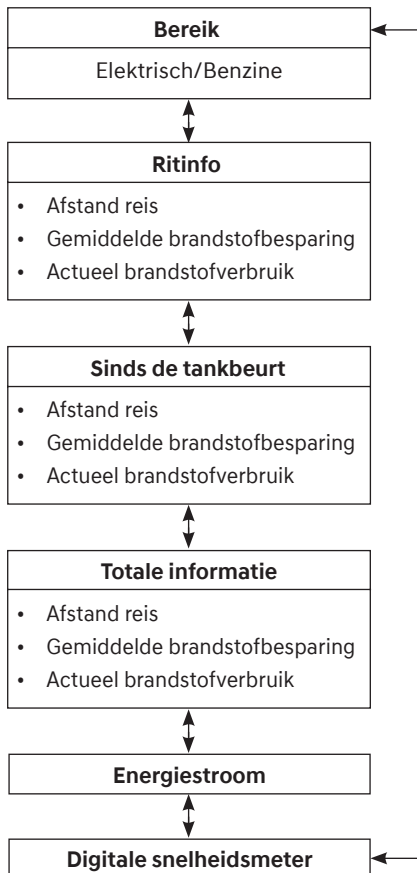 Bereik
Elektrisch/Benzine
Ritinfo
• Afstand reis
• Gemiddelde brandstofbesparing
• Actueel brandstofverbruik
Sinds de tankbeurt
• Afstand reis
• Gemiddelde brandstofbesparing
• Actueel brandstofverbruik
Totale informatie
• Afstand reis
• Gemiddelde brandstofbesparing
• Actueel brandstofverbruik
Energiestroom
Digitale snelheidsmeter